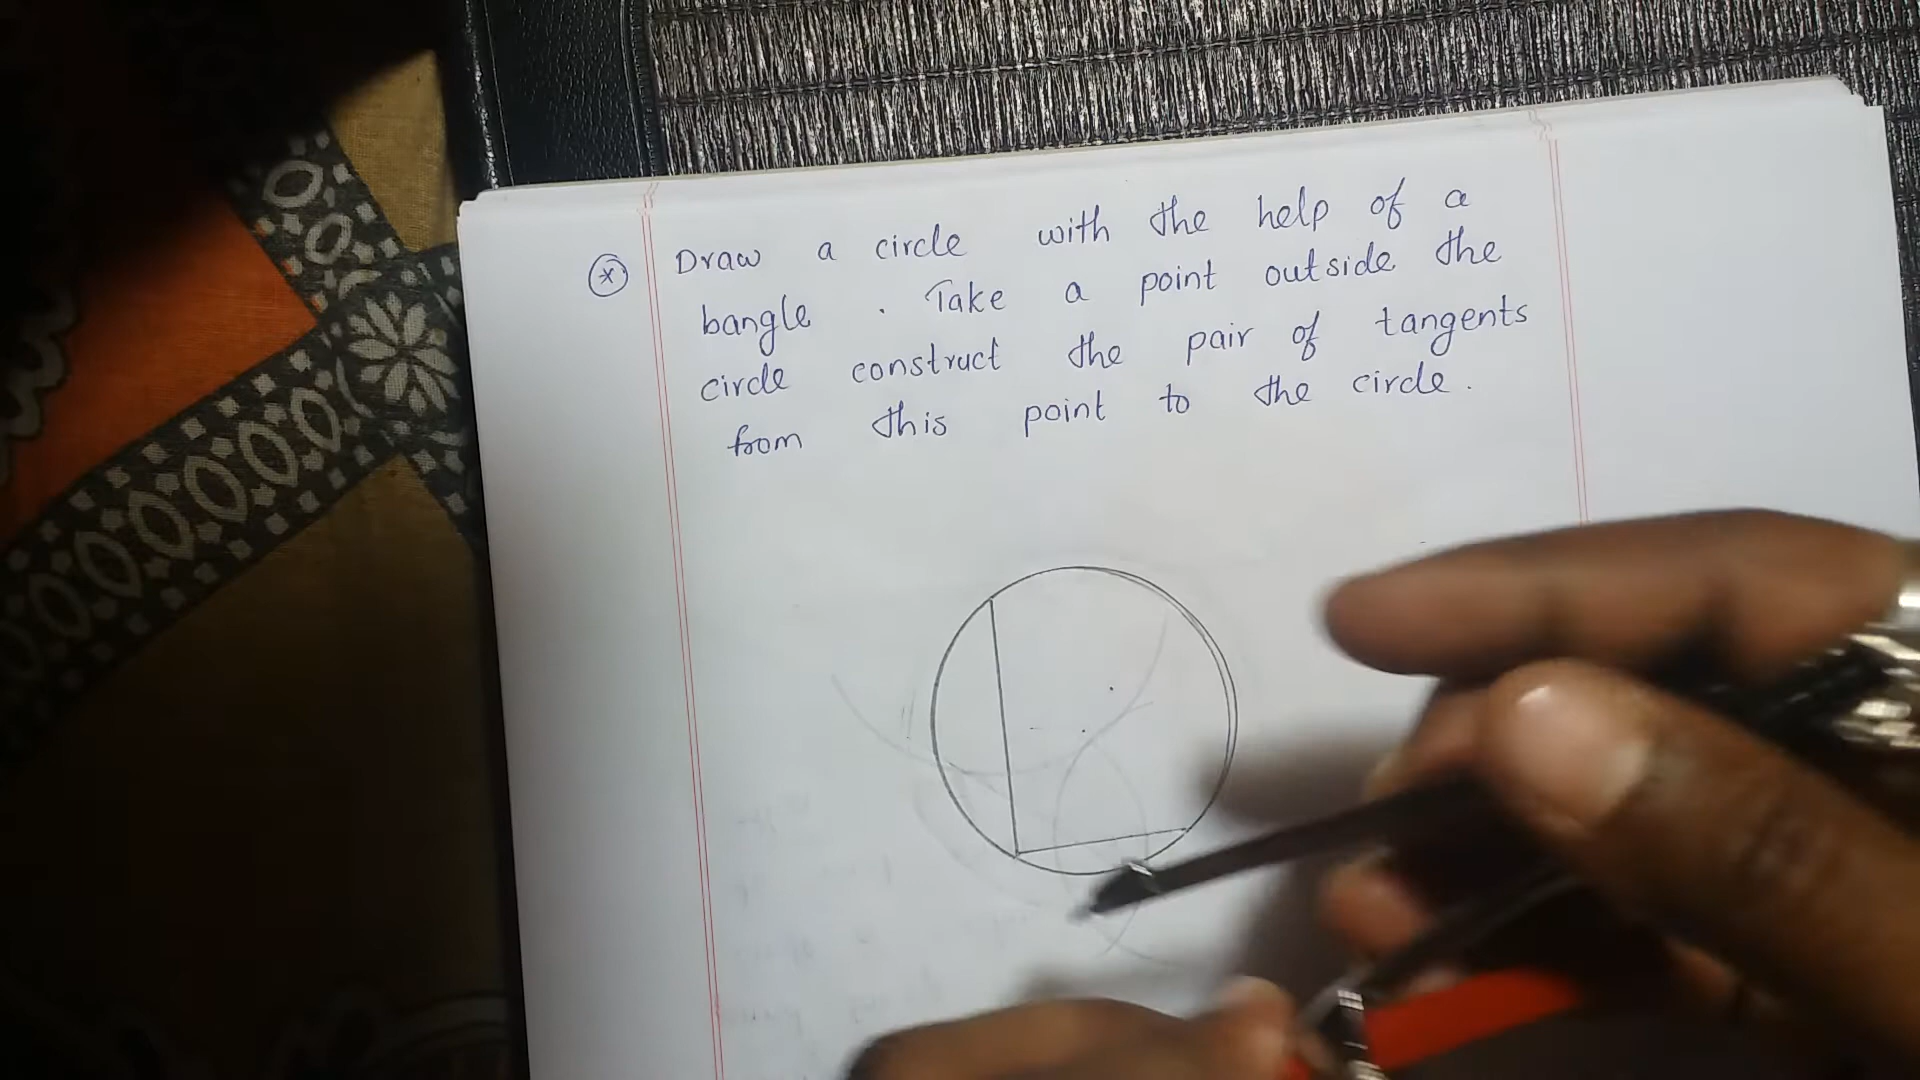 (x) Draw a circle with the help of a
bangle . Take a point outside the
circle construct the pair of tangents
from this point to the circle.